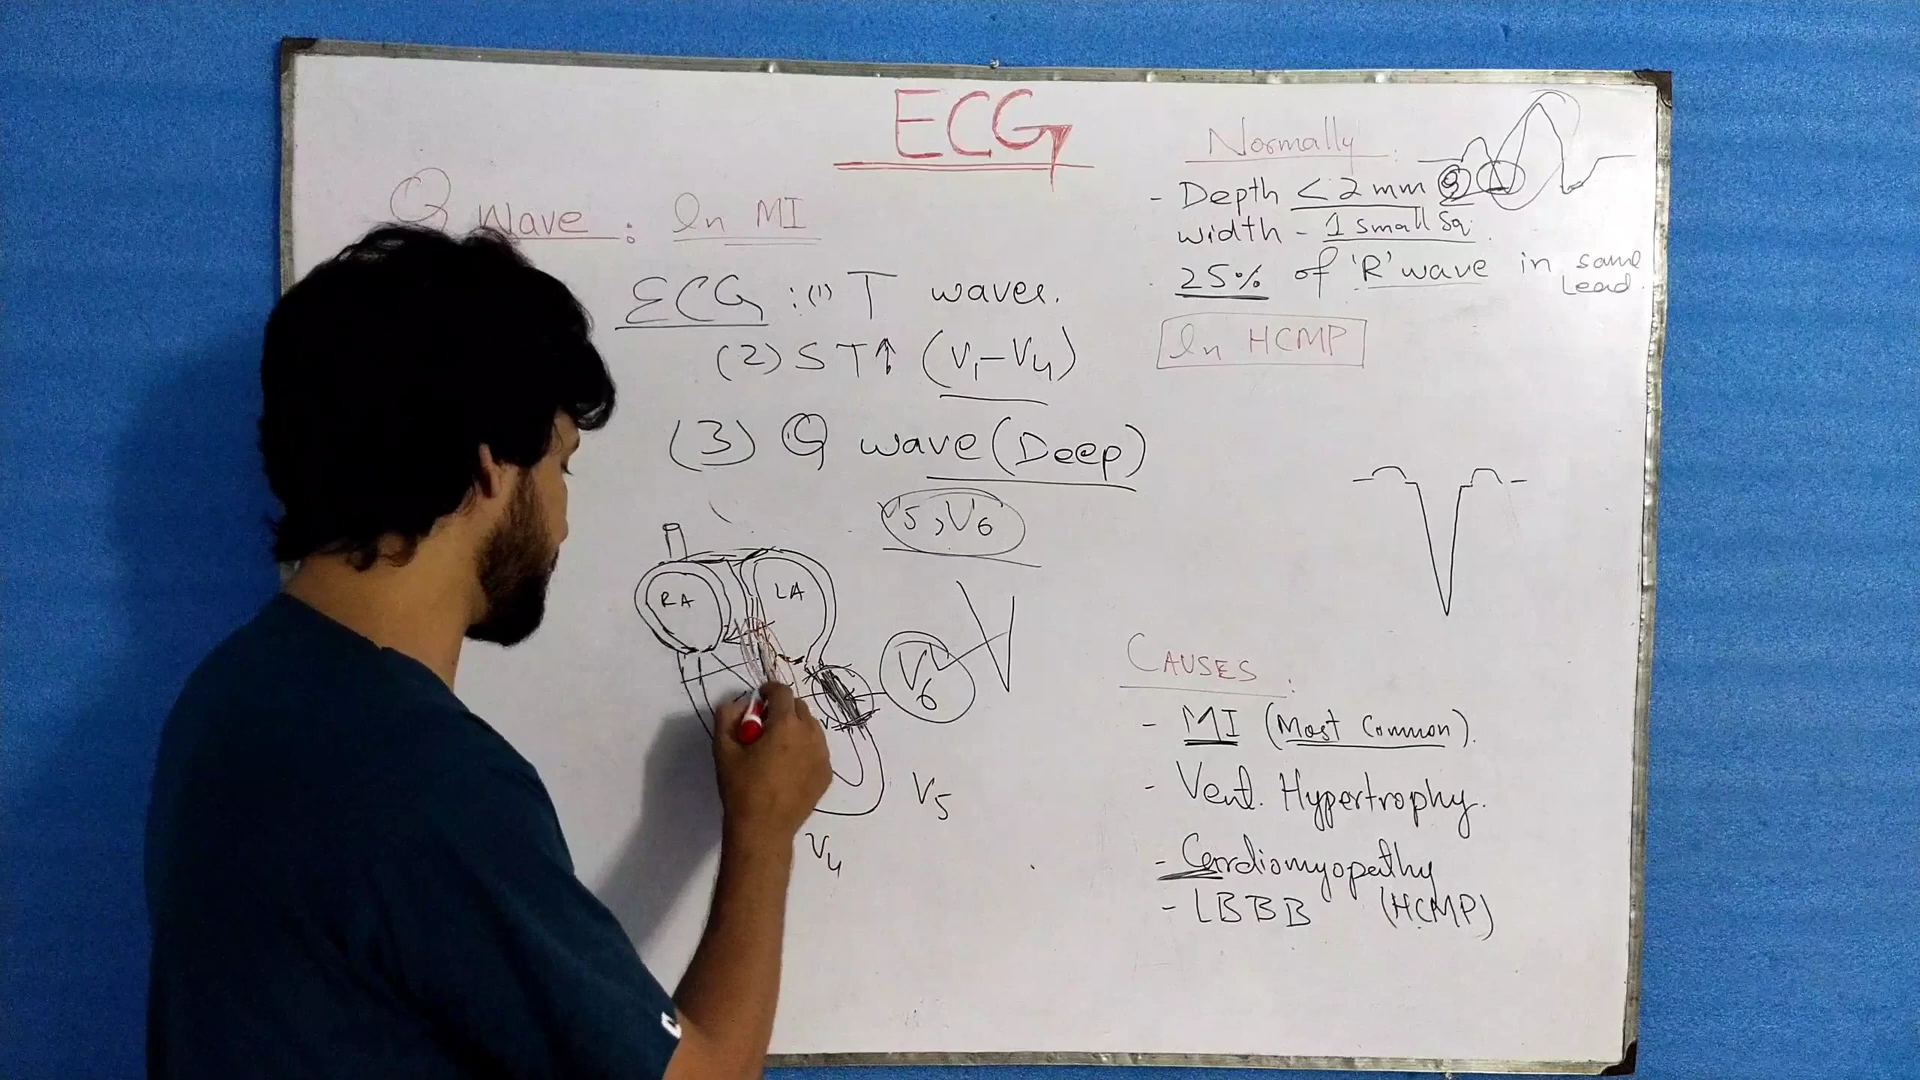 ECG
Q Wave : In MI
ECG : (1) T waves.
(2) ST↑ (V1-V4)
(3) Q wave (Deep)
V5, V6
RA
LA
V6
V5
V4
Normally :
- Depth < 2 mm Q
width - 1 small Sq.
25% of 'R' wave in same Lead.
In HCMP
CAUSES :
- MI (Most Common).
- Vent. Hypertrophy.
- Cardiomyopathy
- LBBB (HCMP)